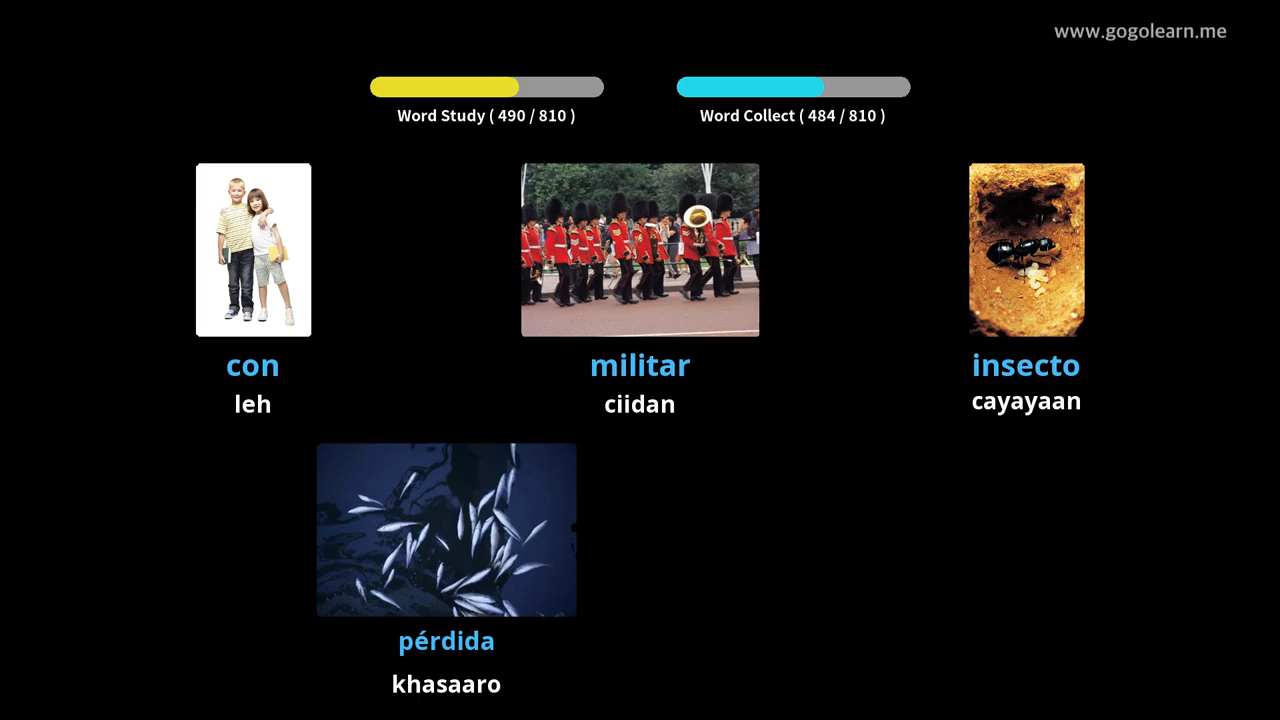 www.gogolearn.me
Word Study ( 490 / 810 )
Word Collect ( 484 / 810 )
con
leh
militar
ciidan
insecto
cayayaan
pérdida
khasaaro